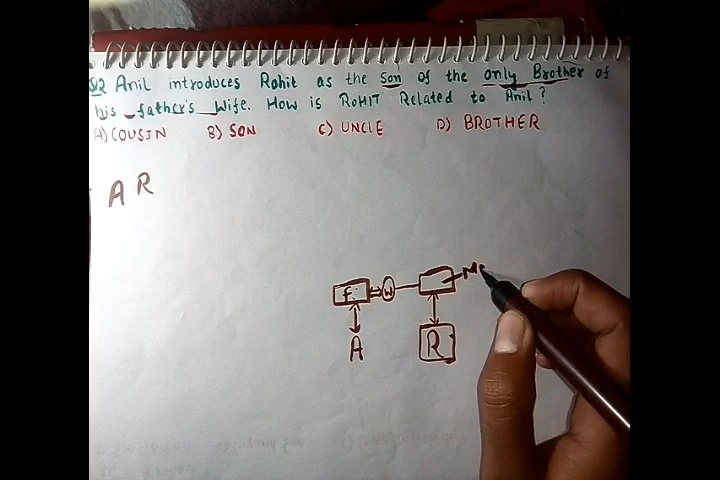 Q2 Anil introduces Rohit as the son of the only Brother of
his father's Wife. How is RoHIT Related to Anil?
A) COUSIN B) SON C) UNCLE D) BROTHER
A R
F W
A R